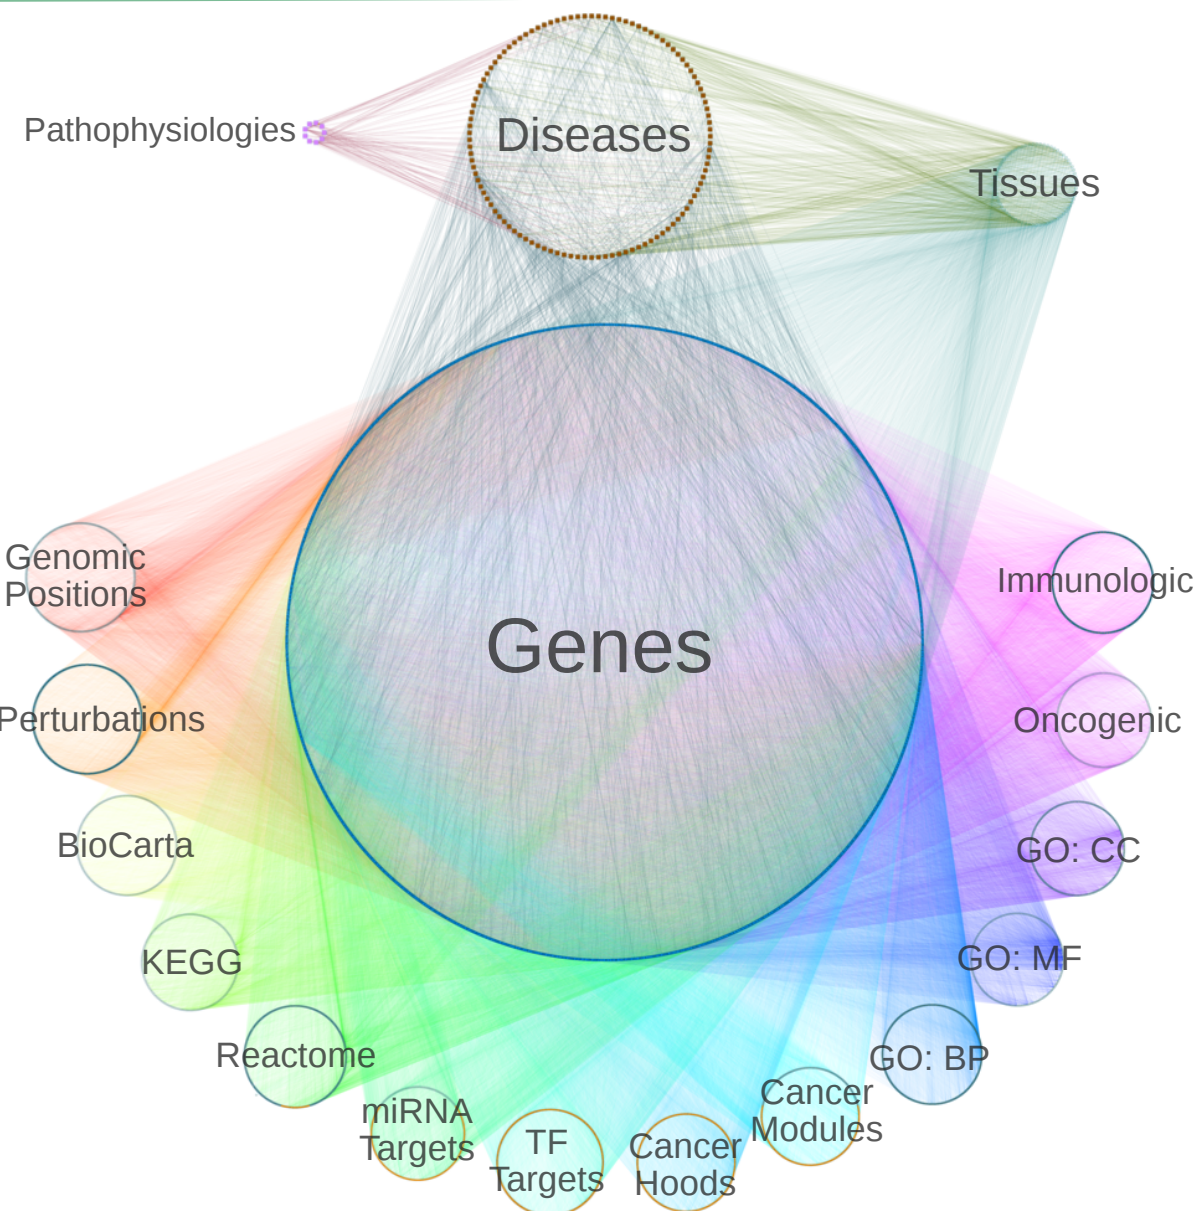 Diseases
Pathophysiologies
Tissues
Genes
Genomic
Positions
Immunologic
Perturbations
Oncogenic
BioCarta
GO: CC
KEGG
GO: MF
Reactome
GO: BP
miRNA
Targets
TF
Targets
Cancer
Hoods
Cancer
Modules